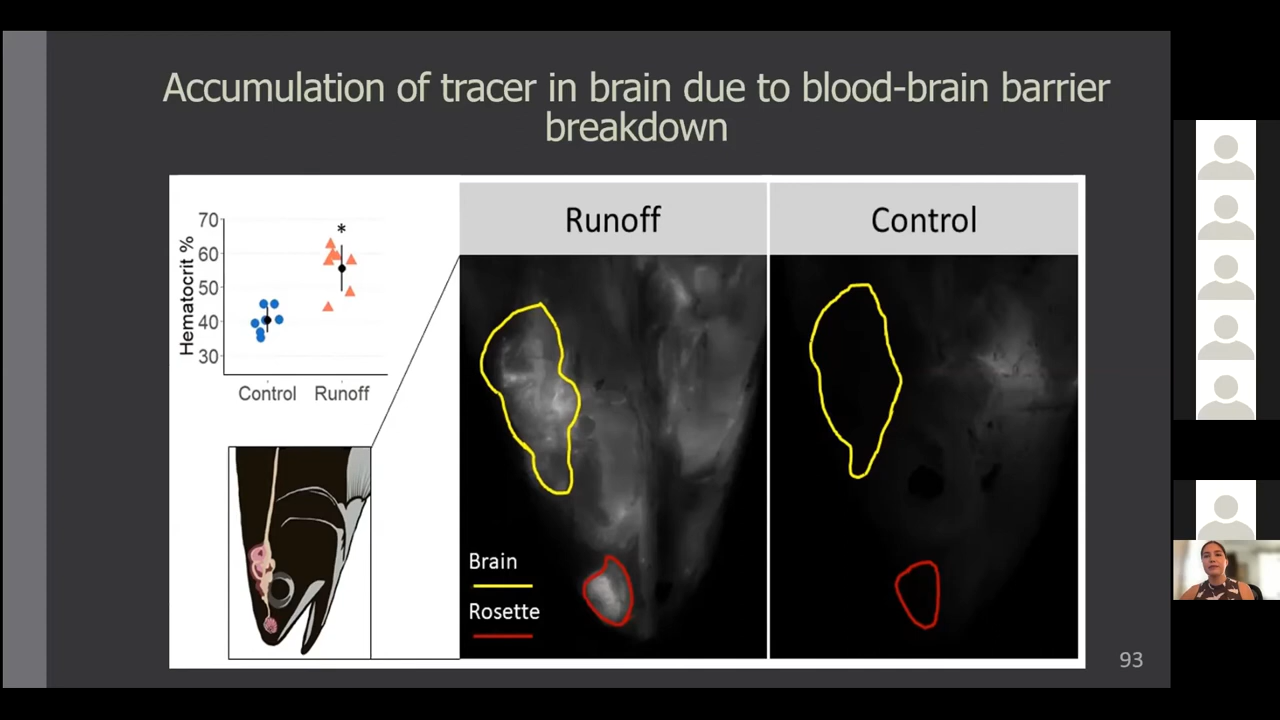 Accumulation of tracer in brain due to blood-brain barrier
breakdown
Hematocrit %
70
60
50
40
30
*
Control
Runoff
Runoff
Control
Brain
Rosette
93